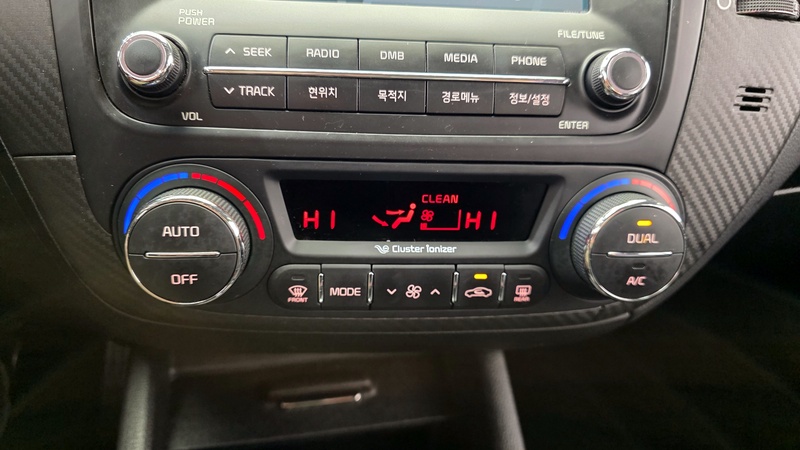 PUSH
POWER
FILE/TUNE
SEEK
RADIO
DMB
MEDIA
PHONE
TRACK
현위치
목적지
경로메뉴
정보/설정
VOL
ENTER
AUTO
OFF
HI
CLEAN
HI
Cluster Ionizer
DUAL
A/C
FRONT
MODE
REAR